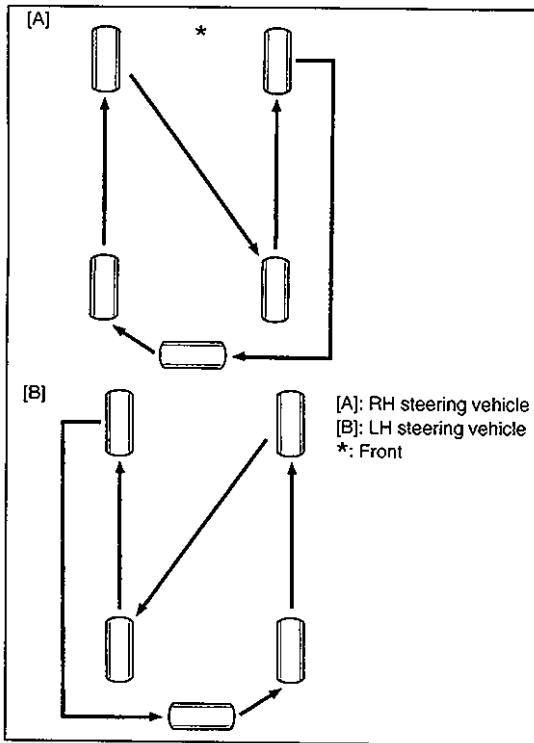 [A]
*
[B]
[A]: RH steering vehicle
[B]: LH steering vehicle
*: Front